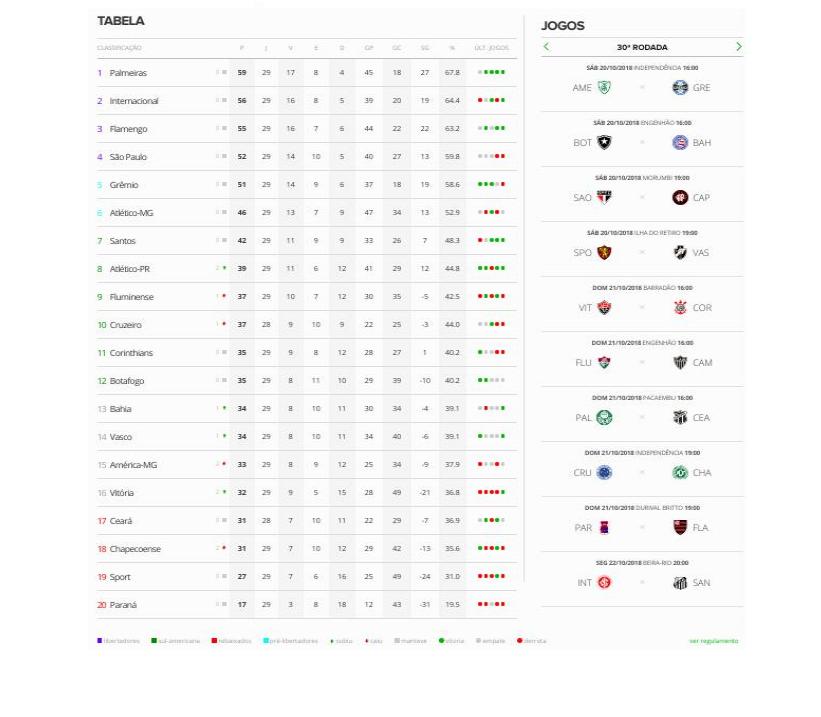 TABELA
CLASSIFICAÇÃO P J V E D GP GC SG % ÚLT. JOGOS
1 Palmeiras 0 59 29 17 8 4 45 18 27 67.8
2 Internacional 0 56 29 16 8 5 39 20 19 64.4
3 Flamengo 0 55 29 16 7 6 44 22 22 63.2
4 São Paulo 0 52 29 14 10 5 40 27 13 59.8
5 Grêmio 0 51 29 14 9 6 37 18 19 58.6
6 Atlético-MG 0 46 29 13 7 9 47 34 13 52.9
7 Santos 0 42 29 11 9 9 33 26 7 48.3
8 Atlético-PR 2 39 29 11 6 12 41 29 12 44.8
9 Fluminense 1 37 29 10 7 12 30 35 -5 42.5
10 Cruzeiro 1 37 28 9 10 9 22 25 -3 44.0
11 Corinthians 0 35 29 9 8 12 28 27 1 40.2
12 Botafogo 0 35 29 8 11 10 29 39 -10 40.2
13 Bahia 1 34 29 8 10 11 30 34 -4 39.1
14 Vasco 1 34 29 8 10 11 34 40 -6 39.1
15 América-MG 2 33 29 8 9 12 25 34 -9 37.9
16 Vitória 2 32 29 9 5 15 28 49 -21 36.8
17 Ceará 0 31 28 7 10 11 22 29 -7 36.9
18 Chapecoense 2 31 29 7 10 12 29 42 -13 35.6
19 Sport 0 27 29 7 6 16 25 49 -24 31.0
20 Paraná 0 17 29 3 8 18 12 43 -31 19.5
libertadores sul-americana rebaixados pré-libertadores subiu caiu manteve vitória empate derrota
JOGOS
30ª RODADA
SÁB 20/10/2018 INDEPENDÊNCIA 16:00
AME × GRE
SÁB 20/10/2018 ENGENHÃO 16:00
BOT × BAH
SÁB 20/10/2018 MORUMBI 19:00
SAO × CAP
SÁB 20/10/2018 ILHA DO RETIRO 19:00
SPO × VAS
DOM 21/10/2018 BARRADÃO 16:00
VIT × COR
DOM 21/10/2018 ENGENHÃO 16:00
FLU × CAM
DOM 21/10/2018 PACAEMBU 16:00
PAL × CEA
DOM 21/10/2018 INDEPENDÊNCIA 19:00
CRU × CHA
DOM 21/10/2018 DURIVAL BRITTO 19:00
PAR × FLA
SEG 22/10/2018 BEIRA-RIO 20:00
INT × SAN
ver regulamento